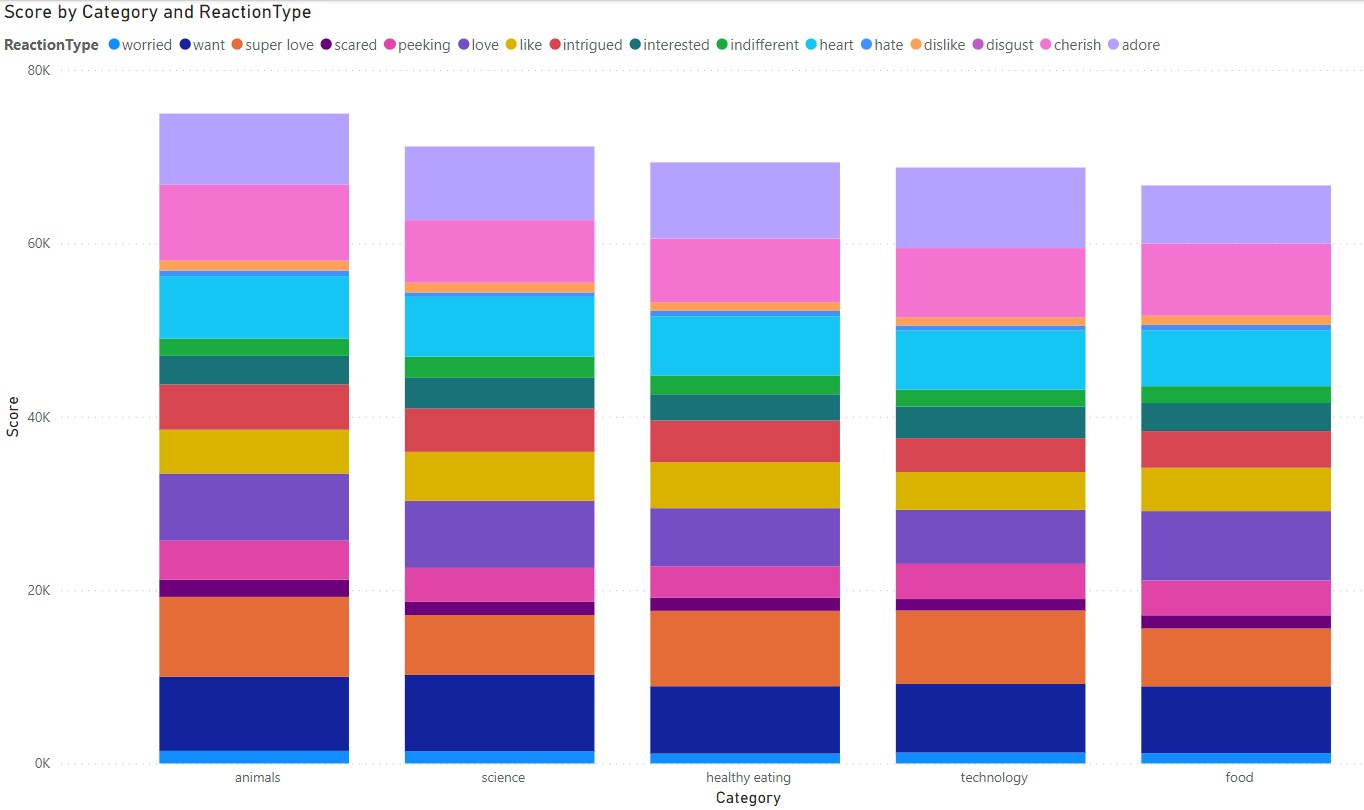 Score by Category and ReactionType
ReactionType worried want super love scared peeking love like intrigued interested indifferent heart hate dislike disgust cherish adore
80K
60K
40K
20K
0K
Score
animals science healthy eating technology food
Category